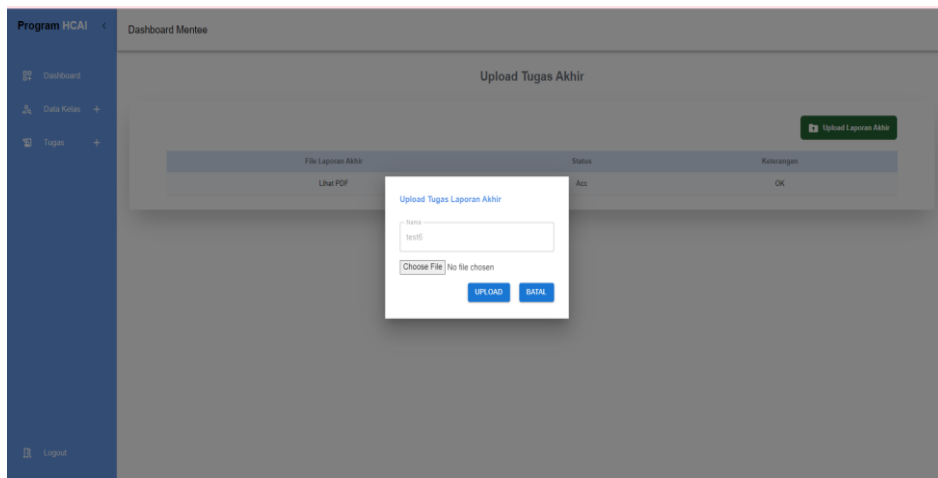 Program HCAI <
Dashboard Mentee
Dashboard
Data Kelas +
Tugas +
Logout
Upload Tugas Akhir
Upload Laporan Akhir
File Laporan Akhir Status Keterangan
Lihat PDF Acc OK
Upload Tugas Laporan Akhir
Nama
Choose File No file chosen
UPLOAD BATAL